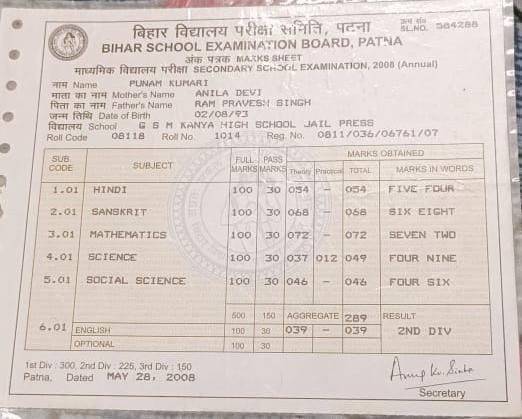 बिहार विद्यालय परीक्षा समिति, पटना
क्रम सं०
SL.NO. 564288
BIHAR SCHOOL EXAMINATION BOARD, PATNA
अंक पत्रक MARKS SHEET
माध्यमिक विद्यालय परीक्षा SECONDARY SCHOOL EXAMINATION, 2008 (Annual)
नाम Name PUNAM KUMARI
माता का नाम Mother's Name ANILA DEVI
पिता का नाम Father's Name RAM PRAVESH SINGH
जन्म तिथि Date of Birth 02/08/93
विद्यालय School G S M KANYA HIGH SCHOOL JAIL PRESS
Roll Code 08118 Roll No. 1014 Reg. No. 0811/036/06761/07
SUB. CODE SUBJECT FULL MARKS PASS MARKS MARKS OBTAINED
Theory Practical TOTAL MARKS IN WORDS
1.01 HINDI 100 30 054 - 054 FIVE FOUR
2.01 SANSKRIT 100 30 068 - 068 SIX EIGHT
3.01 MATHEMATICS 100 30 072 - 072 SEVEN TWO
4.01 SCIENCE 100 30 037 012 049 FOUR NINE
5.01 SOCIAL SCIENCE 100 30 046 - 046 FOUR SIX
500 150 AGGREGATE 289 RESULT
6.01 ENGLISH 100 30 039 - 039 2ND DIV
OPTIONAL 100 30
1st Div : 300, 2nd Div : 225, 3rd Div : 150
Patna, Dated MAY 28, 2008
Anup Kr. Sinha
Secretary